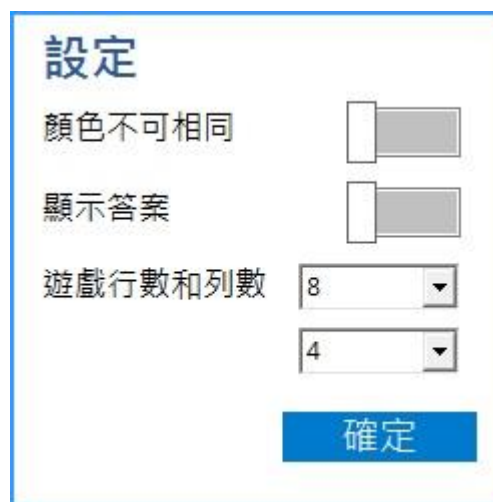 設定
顏色不可相同
顯示答案
遊戲行數和列數 8
4
確定